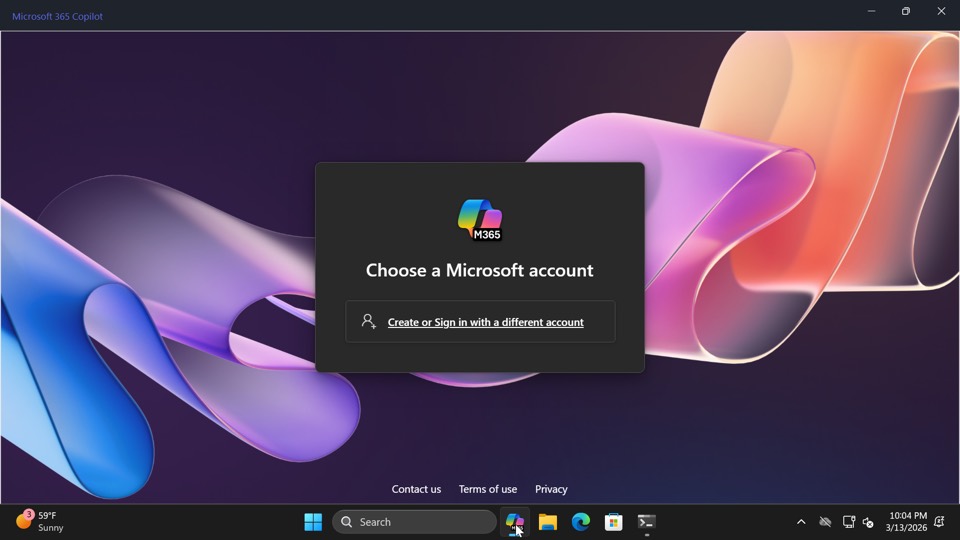 Microsoft 365 Copilot
M365
Choose a Microsoft account
Create or Sign in with a different account
Contact us
Terms of use
Privacy
3
59°F
Sunny
Search
10:04 PM
3/13/2026